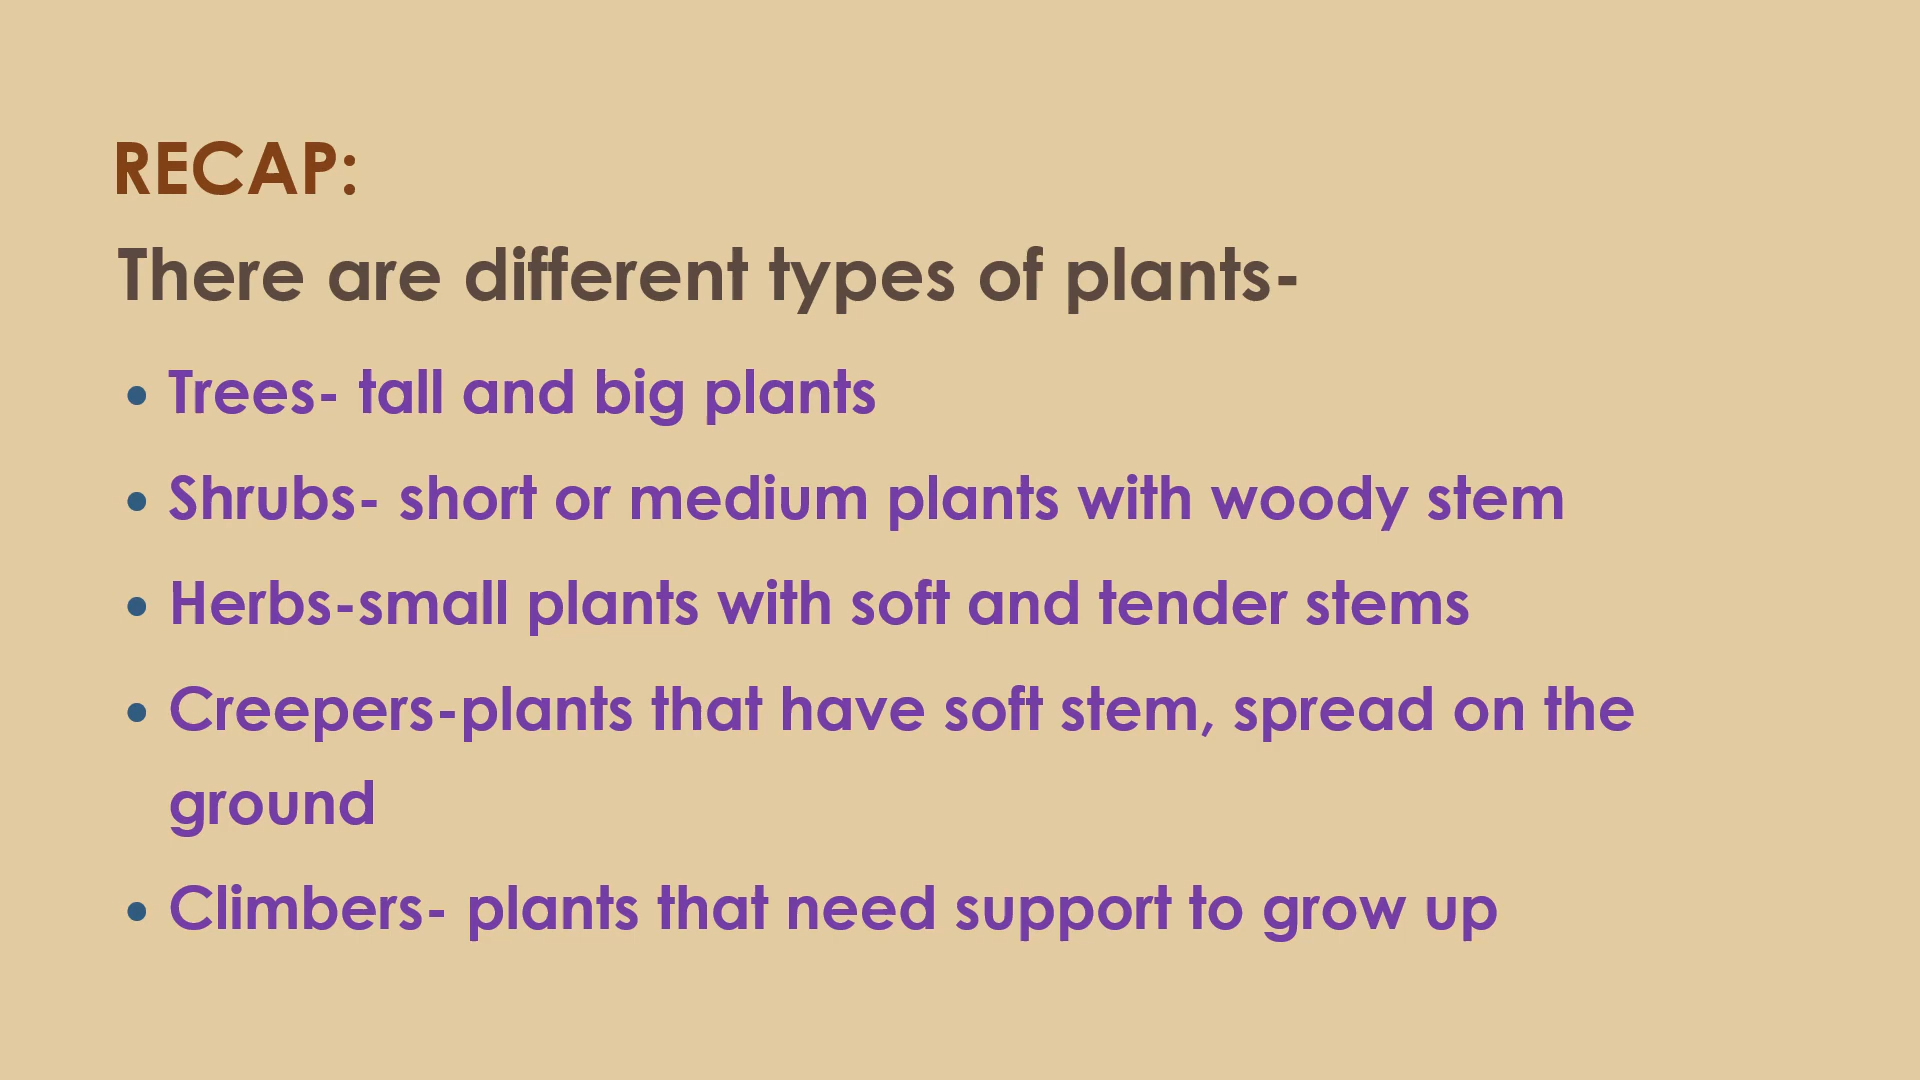 RECAP:
There are different types of plants-
• Trees- tall and big plants
• Shrubs- short or medium plants with woody stem
• Herbs-small plants with soft and tender stems
• Creepers-plants that have soft stem, spread on the
ground
• Climbers- plants that need support to grow up